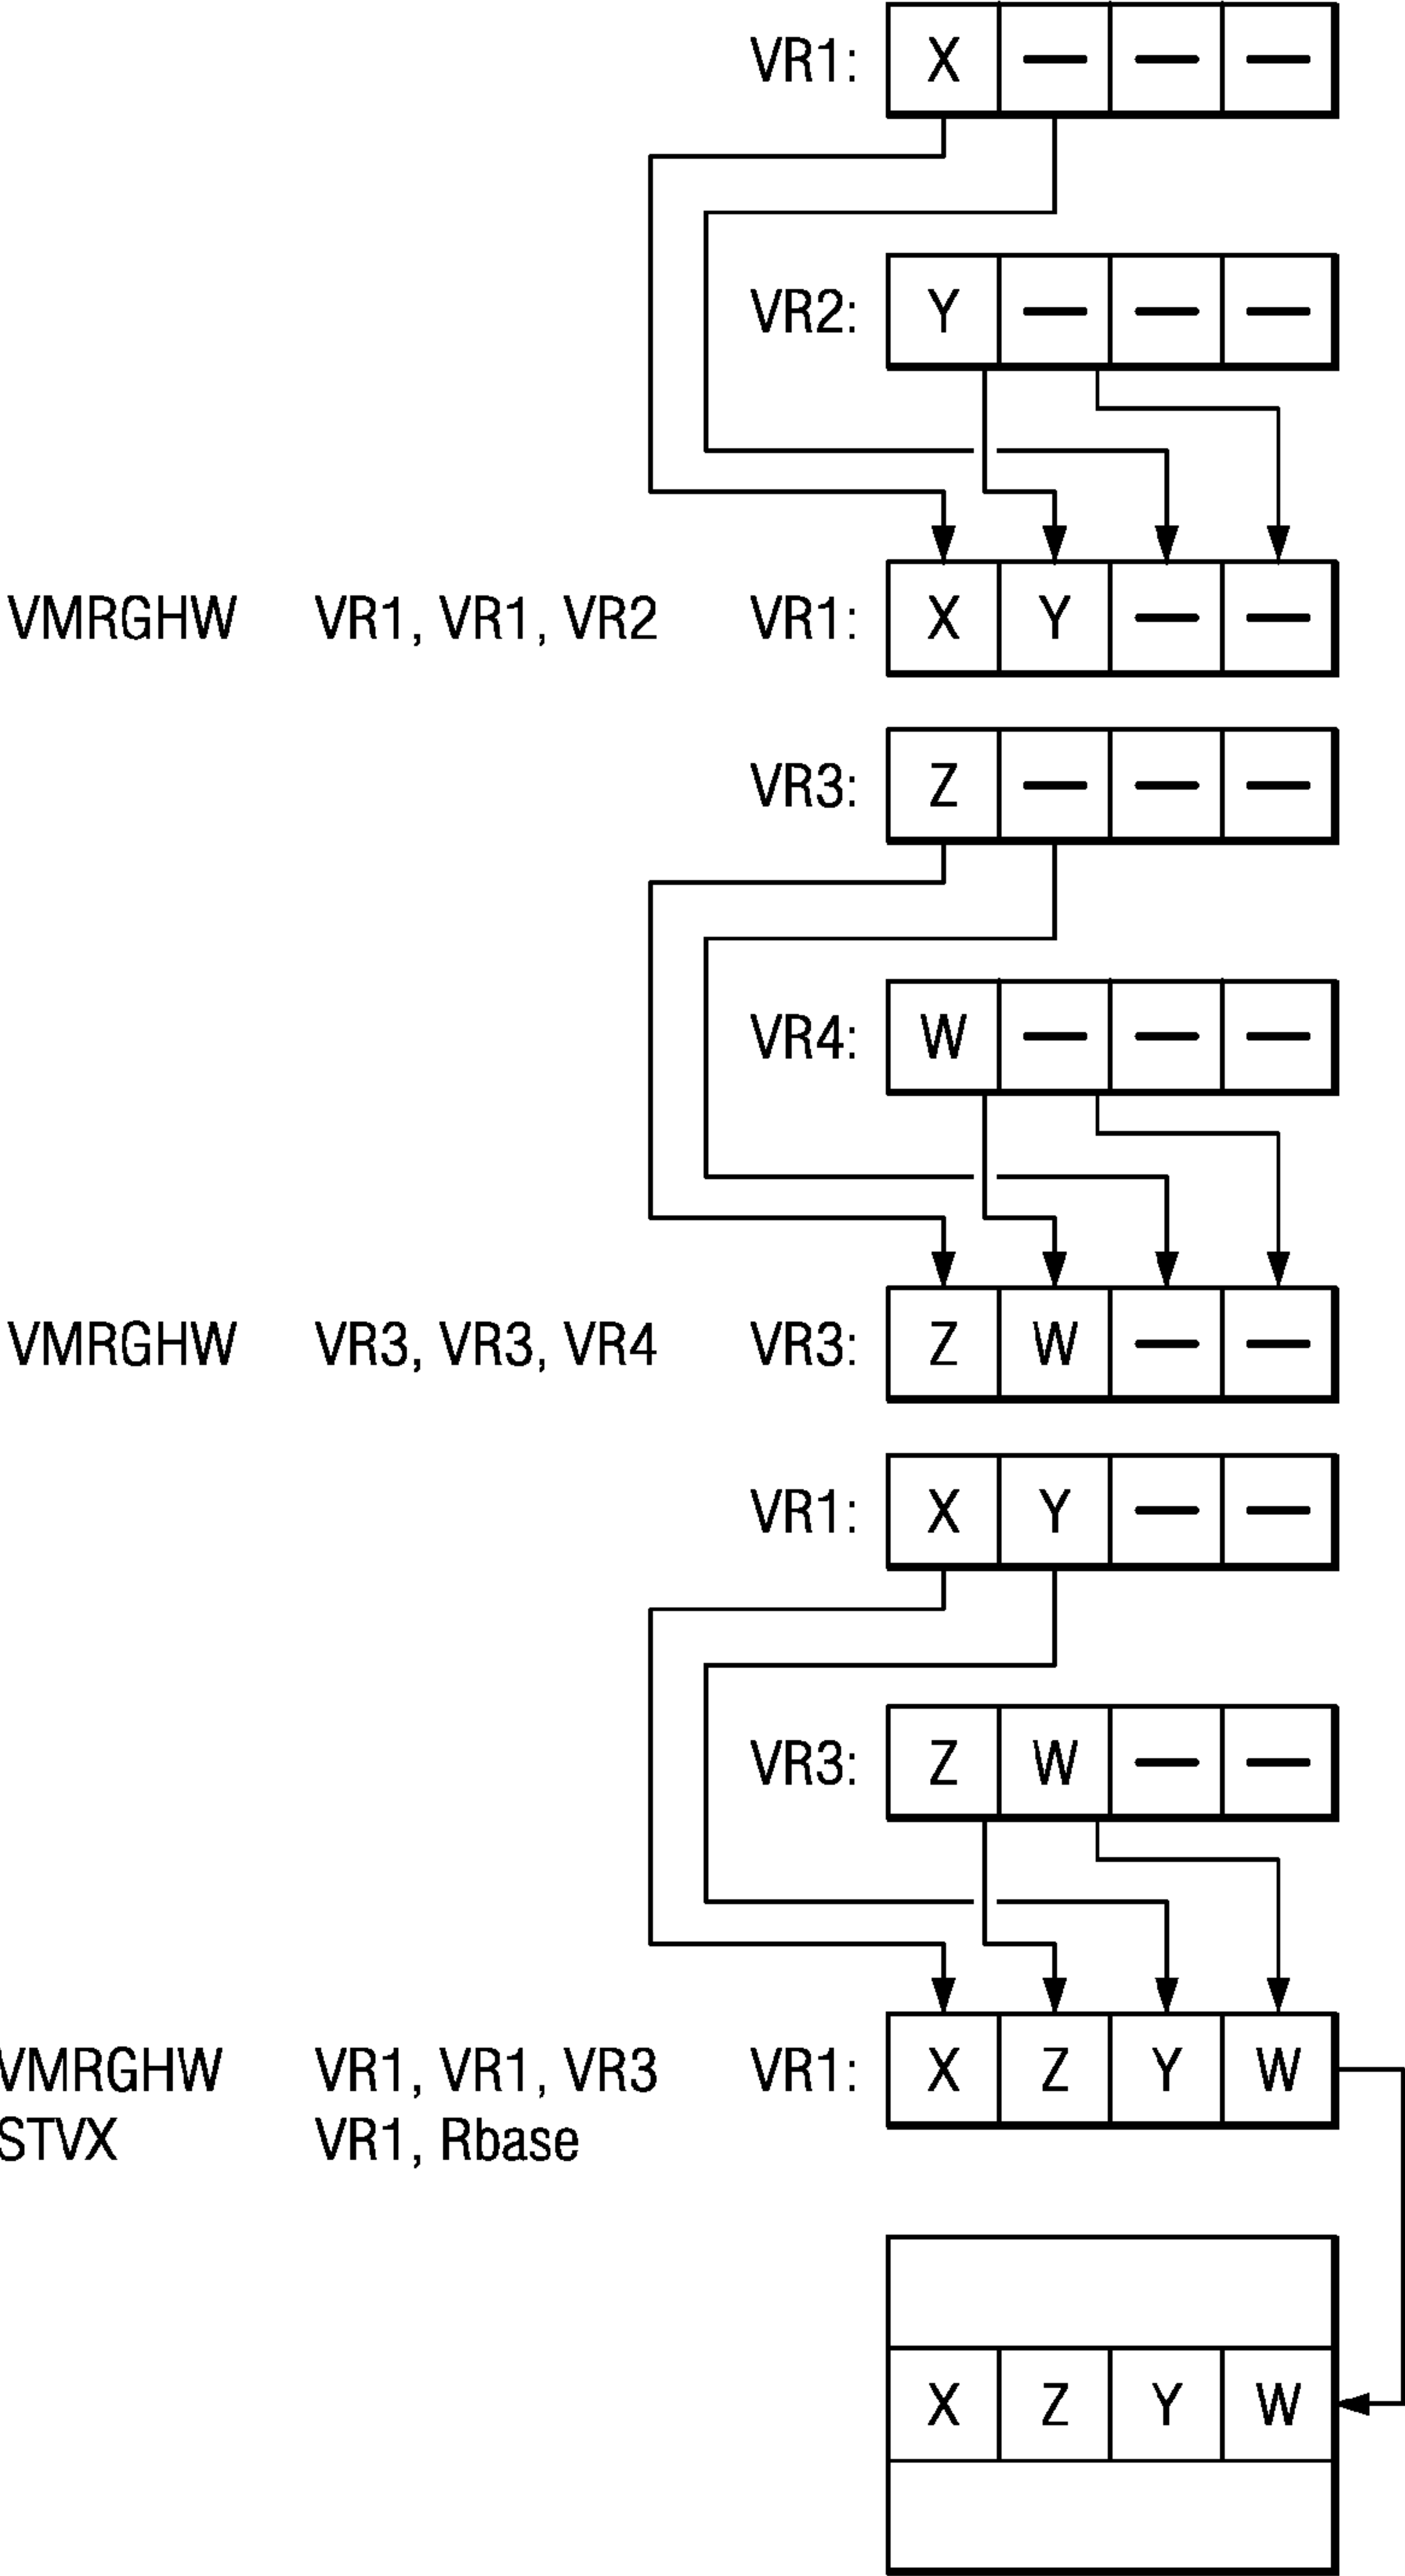 VR1: X — — —
VR2: Y — — —
VMRGHW VR1, VR1, VR2 VR1: X Y — —
VR3: Z — — —
VR4: W — — —
VMRGHW VR3, VR3, VR4 VR3: Z W — —
VR1: X Y — —
VR3: Z W — —
VMRGHW VR1, VR1, VR3 VR1: X Z Y W
STVX VR1, Rbase
X Z Y W